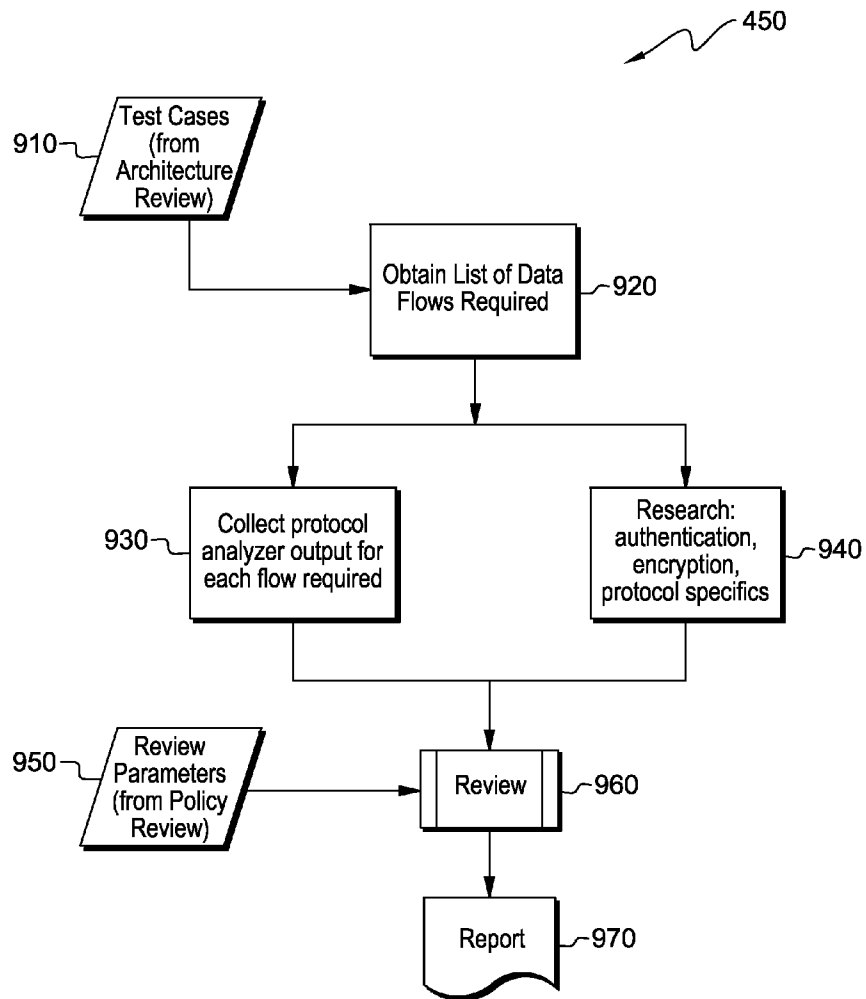 450
910
Test Cases
(from
Architecture
Review)
Obtain List of Data
Flows Required
920
930
Collect protocol
analyzer output for
each flow required
Research:
authentication,
encryption,
protocol specifics
940
950
Review
Parameters
(from Policy
Review)
Review
960
Report
970